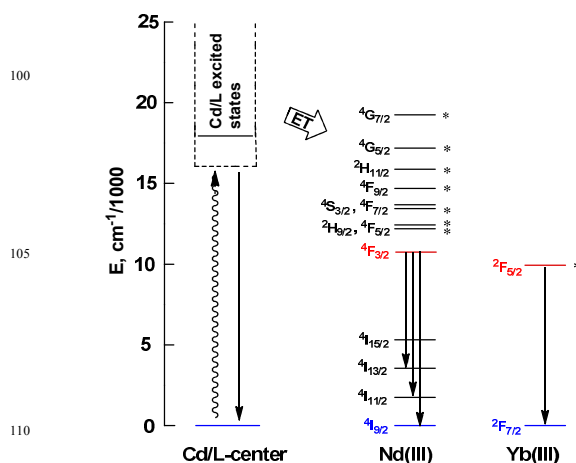 100
105
110
E, cm⁻¹/1000
25
20
15
10
5
0
Cd/L excited
states
ET
⁴G₇/₂ *
⁴G₅/₂ *
²H₁₁/₂ *
⁴F₉/₂ *
⁴S₃/₂, ⁴F₇/₂ *
²H₉/₂, ⁴F₅/₂ *
*
⁴F₃/₂
⁴I₁₅/₂
⁴I₁₃/₂
⁴I₁₁/₂
⁴I₉/₂
²F₅/₂ *
²F₇/₂
Cd/L-center
Nd(III)
Yb(III)